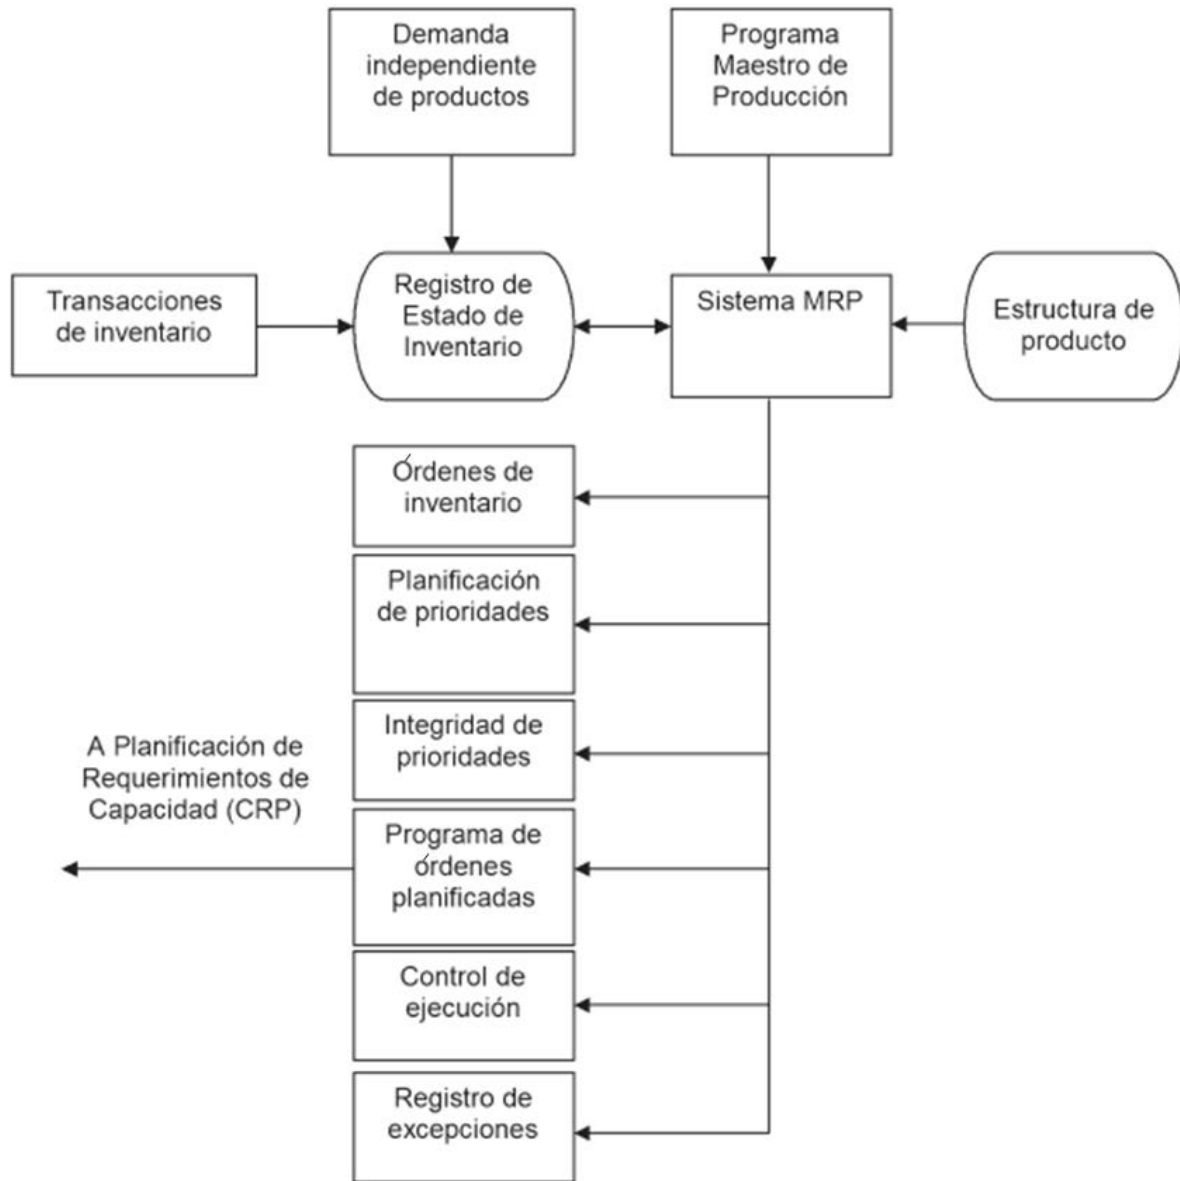 Demanda
independiente
de productos
Programa
Maestro de
Producción
Transacciones
de inventario
Registro de
Estado de
Inventario
Sistema MRP
Estructura de
producto
Órdenes de
inventario
Planificación
de prioridades
Integridad de
prioridades
A Planificación de
Requerimientos de
Capacidad (CRP)
Programa de
órdenes
planificadas
Control de
ejecución
Registro de
excepciones